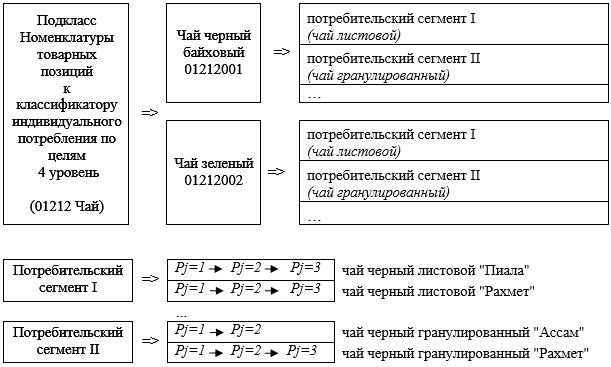 Подкласс
Номенклатуры
товарных
позиций
к
классификатору
индивидуального
потребления по
целям
4 уровень
(01212 Чай)
=>
Чай черный
байховый
01212001
=>
потребительский сегмент I
(чай листовой)
потребительский сегмент II
(чай гранулированный)
…
Чай зеленый
01212002
=>
потребительский сегмент I
(чай листовой)
потребительский сегмент II
(чай гранулированный)
…
Потребительский
сегмент I
=>
Pj=1 → Pj=2 → Pj=3 чай черный листовой "Пиала"
Pj=1 → Pj=2 → Pj=3 чай черный листовой "Рахмет"
...
Потребительский
сегмент II
=>
Pj=1 → Pj=2 чай черный гранулированный "Ассам"
Pj=1 → Pj=2 → Pj=3 чай черный гранулированный "Рахмет"